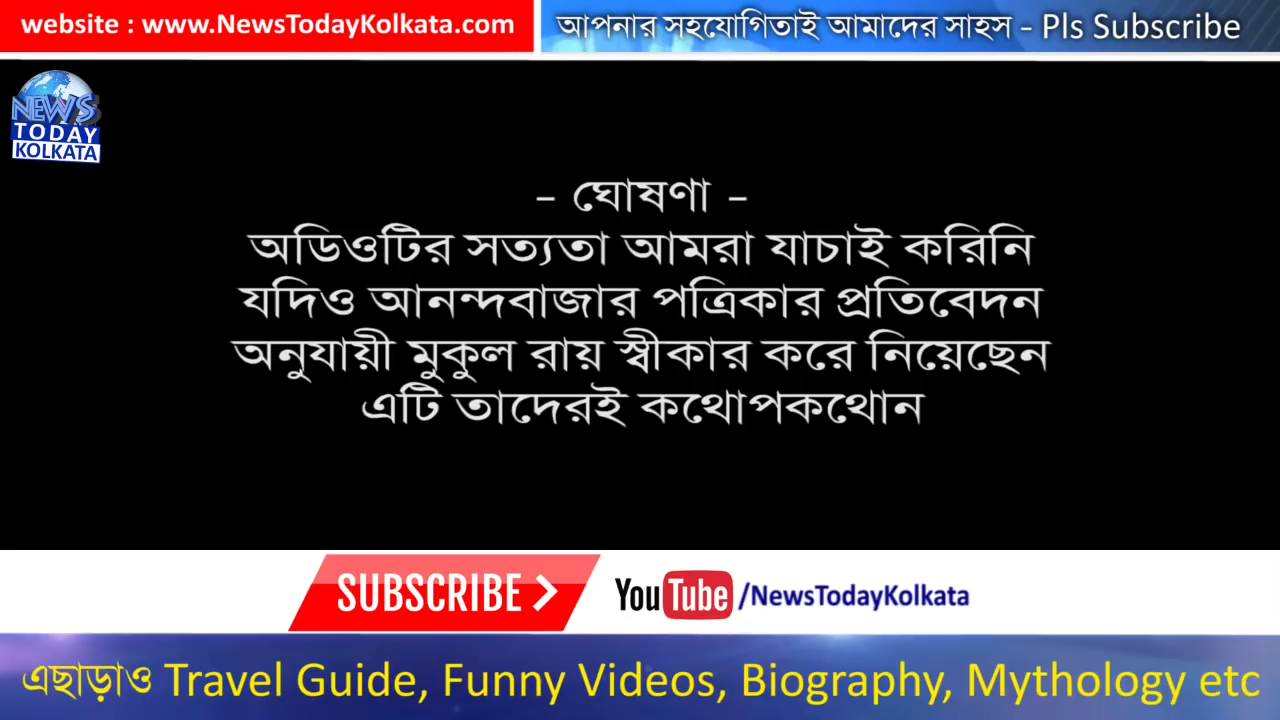 website : www.NewsTodayKolkata.com
আপনার সহযোগিতাই আমাদের সাহস - Pls Subscribe
NEWS
TODAY
KOLKATA
- ঘোষণা -
অডিওটির সত্যতা আমরা যাচাই করিনি
যদিও আনন্দবাজার পত্রিকার প্রতিবেদন
অনুযায়ী মুকুল রায় স্বীকার করে নিয়েছেন
এটি তাদেরই কথোপকথোন
SUBSCRIBE >
YouTube /NewsTodayKolkata
এছাড়াও Travel Guide, Funny Videos, Biography, Mythology etc